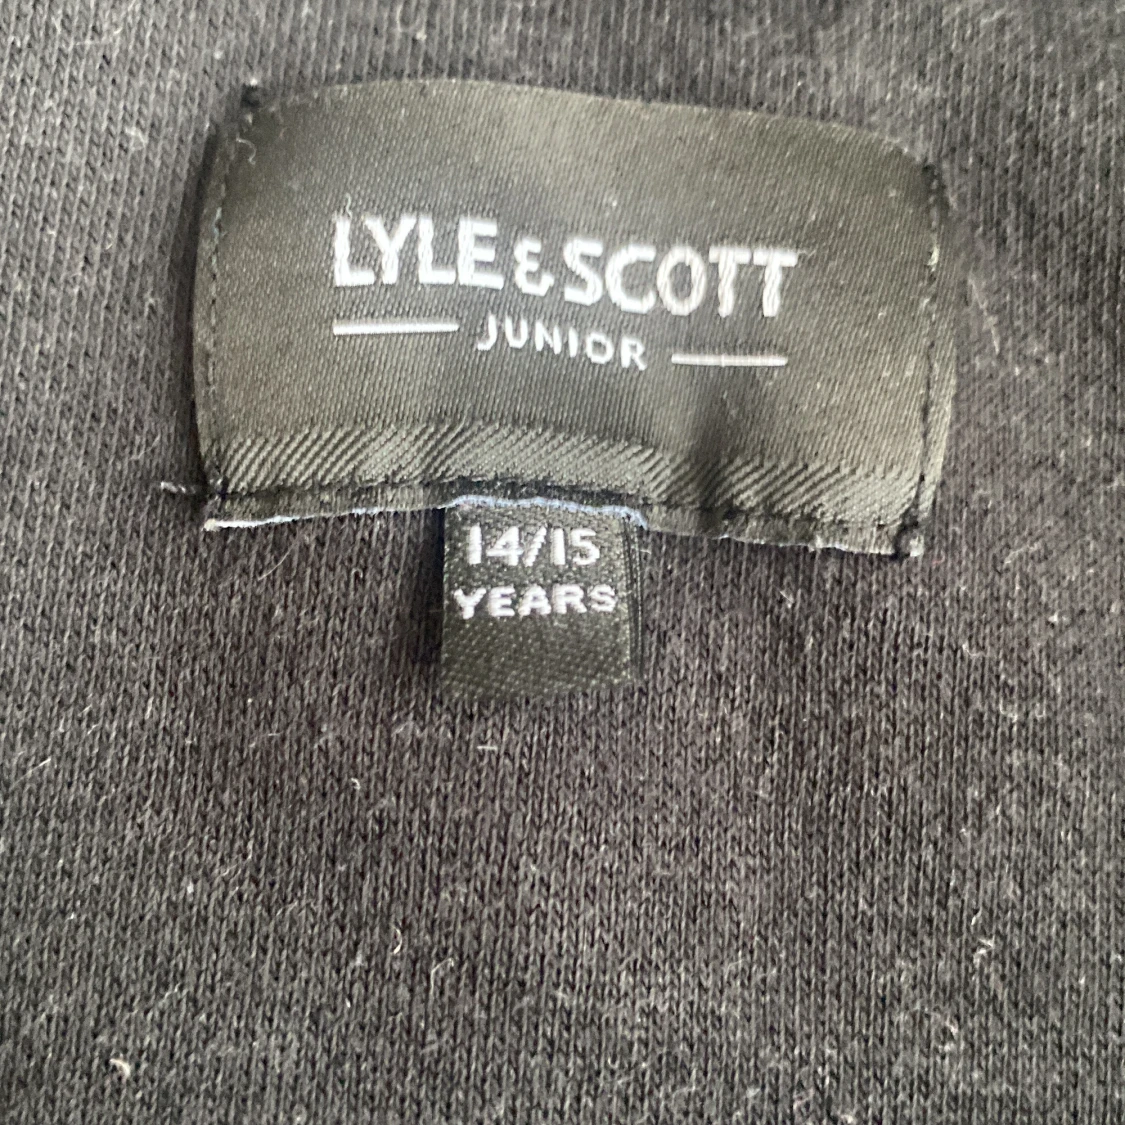 LYLE & SCOTT
JUNIOR
14/15
YEARS